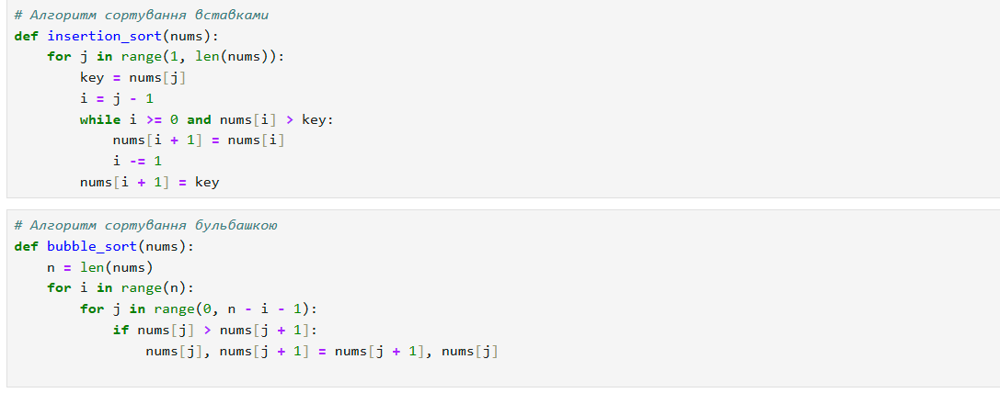 # Алгоритм сортування вставками
def insertion_sort(nums):
    for j in range(1, len(nums)):
        key = nums[j]
        i = j - 1
        while i >= 0 and nums[i] > key:
            nums[i + 1] = nums[i]
            i -= 1
        nums[i + 1] = key
# Алгоритм сортування бульбашкою
def bubble_sort(nums):
    n = len(nums)
    for i in range(n):
        for j in range(0, n - i - 1):
            if nums[j] > nums[j + 1]:
                nums[j], nums[j + 1] = nums[j + 1], nums[j]